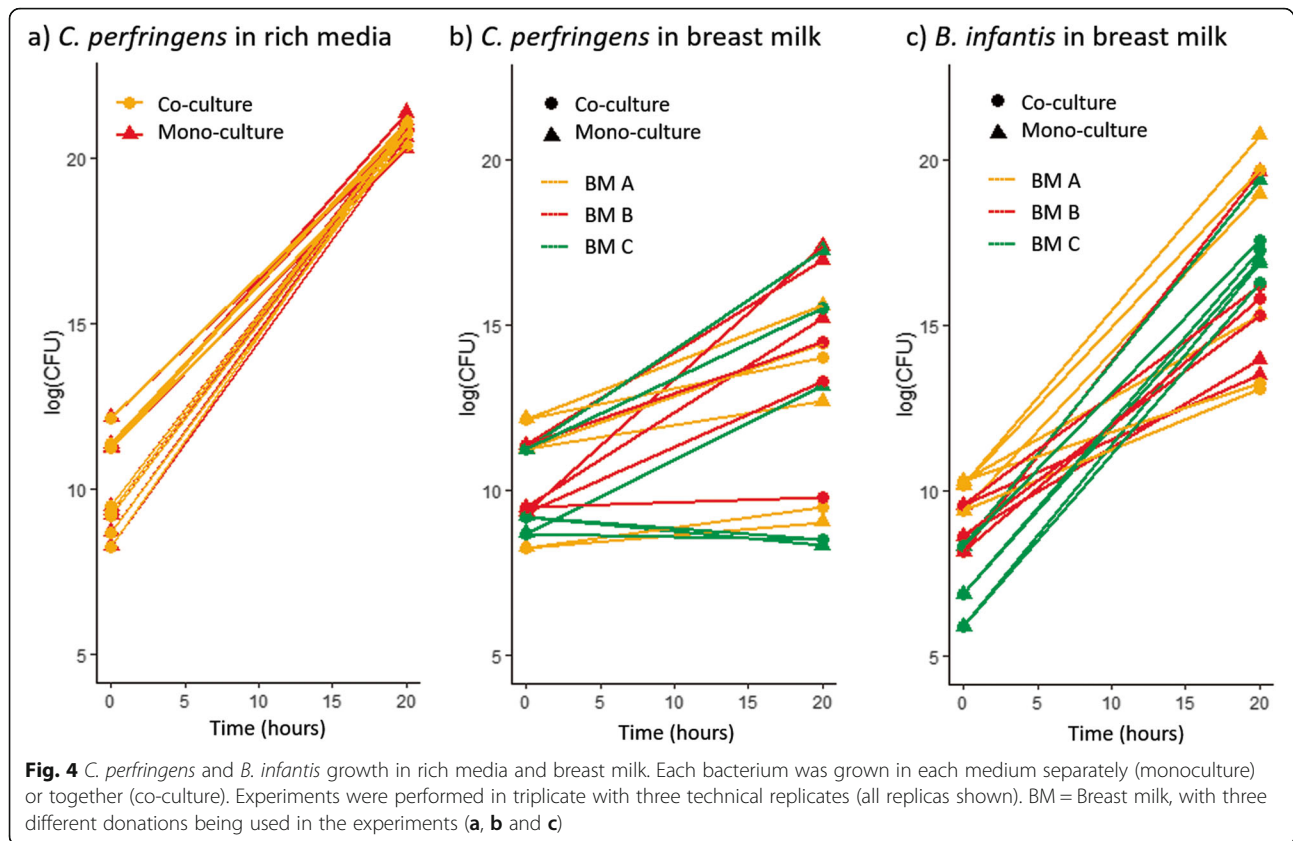 a) C. perfringens in rich media
Co-culture
Mono-culture
log(CFU)
20
15
10
5
0 5 10 15 20
Time (hours)
b) C. perfringens in breast milk
Co-culture
Mono-culture
BM A
BM B
BM C
log(CFU)
20
15
10
5
0 5 10 15 20
Time (hours)
c) B. infantis in breast milk
Co-culture
Mono-culture
BM A
BM B
BM C
log(CFU)
20
15
10
5
0 5 10 15 20
Time (hours)
Fig. 4 C. perfringens and B. infantis growth in rich media and breast milk. Each bacterium was grown in each medium separately (monoculture)
or together (co-culture). Experiments were performed in triplicate with three technical replicates (all replicas shown). BM = Breast milk, with three
different donations being used in the experiments (a, b and c)